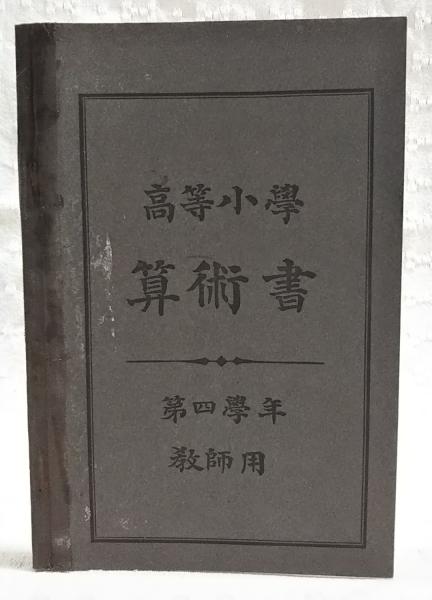 高等小學
算術書
第四學年
教師用